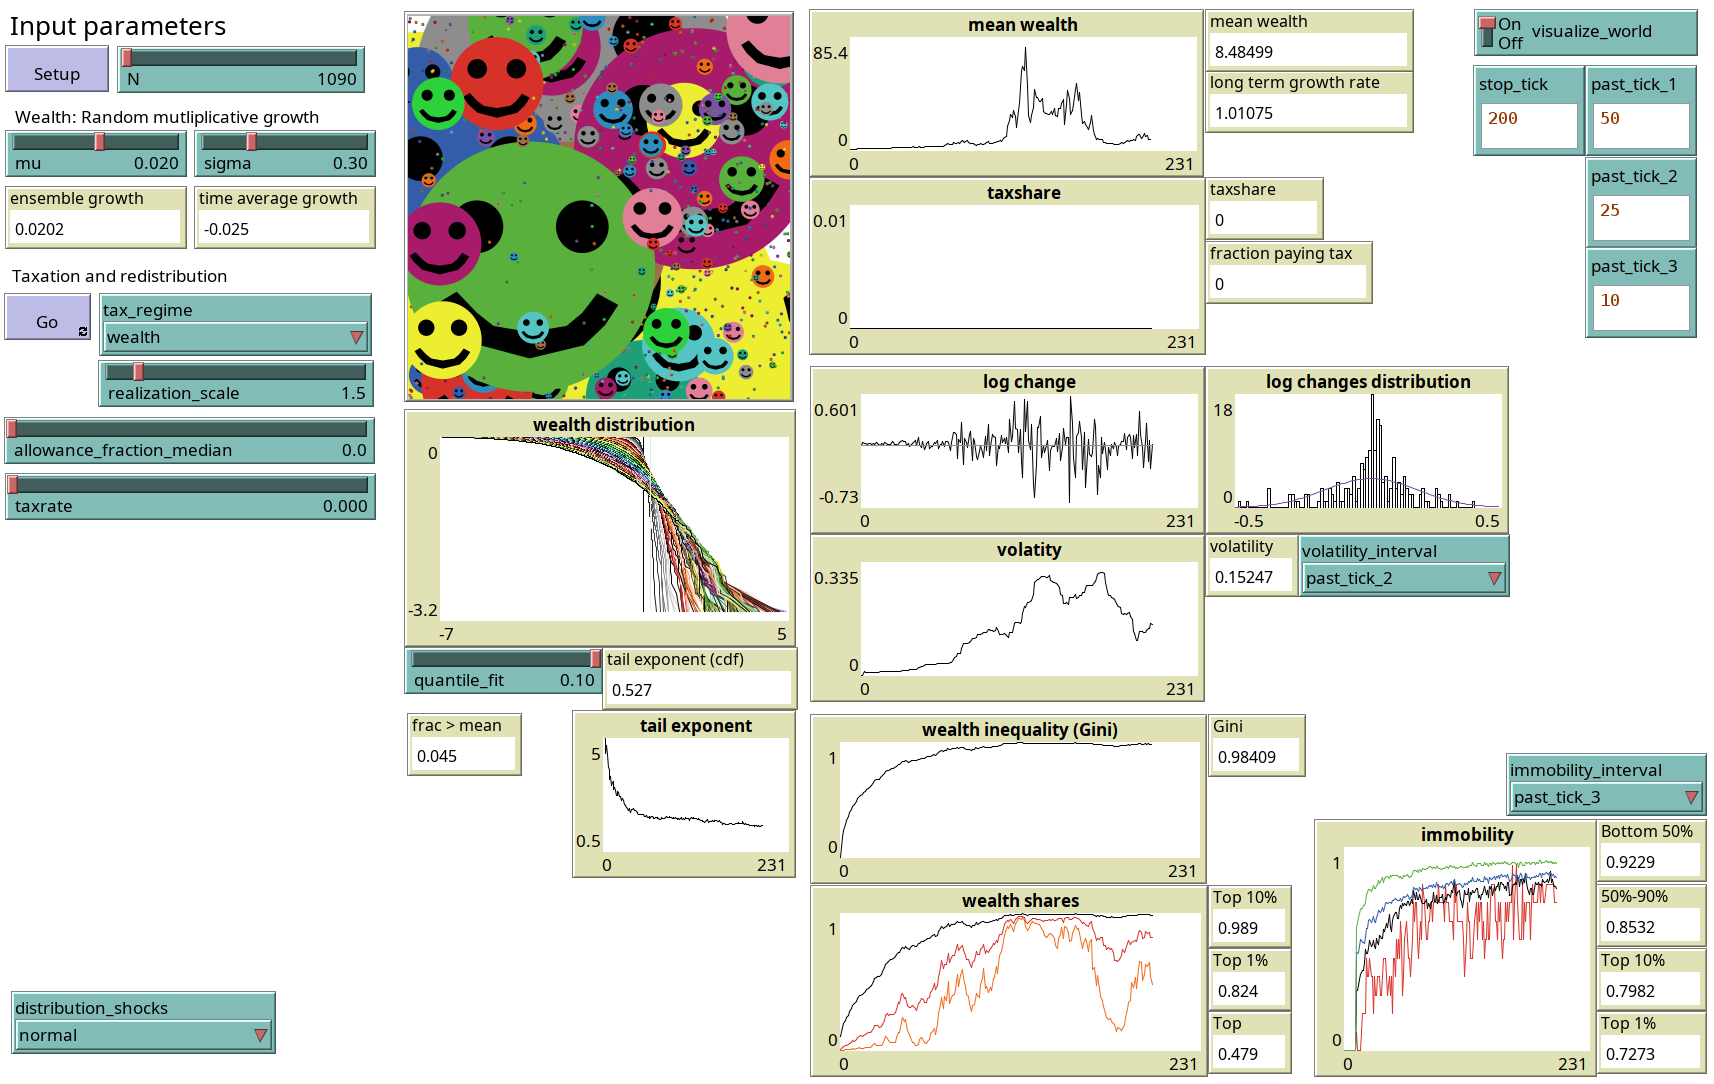 Input parameters
Setup
N 1090
Wealth: Random mutliplicative growth
mu 0.020
sigma 0.30
ensemble growth
0.0202
time average growth
-0.025
Taxation and redistribution
Go
tax_regime
wealth
realization_scale 1.5
allowance_fraction_median 0.0
taxrate 0.000
distribution_shocks
normal
wealth distribution
0
-3.2
-7 5
quantile_fit 0.10
tail exponent (cdf)
0.527
frac > mean
0.045
tail exponent
5
0.5
0 231
mean wealth
85.4
0
0 231
mean wealth
8.48499
long term growth rate
1.01075
taxshare
0.01
0
0 231
taxshare
0
fraction paying tax
0
log change
0.601
-0.73
0 231
log changes distribution
18
0
-0.5 0.5
volatity
0.335
0
0 231
volatility
0.15247
volatility_interval
past_tick_2
wealth inequality (Gini)
1
0
0 231
Gini
0.98409
wealth shares
1
0
0 231
Top 10%
0.989
Top 1%
0.824
Top
0.479
On
Off
visualize_world
stop_tick
200
past_tick_1
50
past_tick_2
25
past_tick_3
10
immobility_interval
past_tick_3
immobility
1
0
0 231
Bottom 50%
0.9229
50%-90%
0.8532
Top 10%
0.7982
Top 1%
0.7273